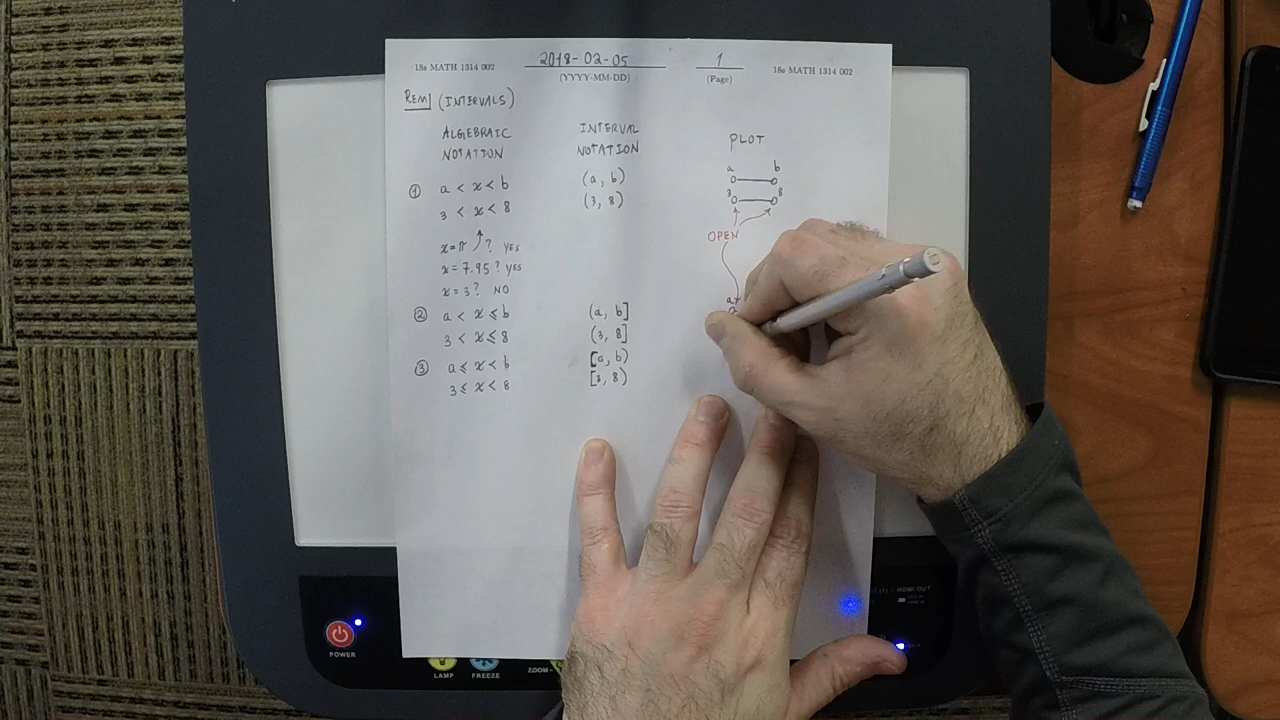 18s MATH 1314 002 2018-02-05 1 18s MATH 1314 002
(YYYY-MM-DD) (Page)
REM (INTERVALS)
ALGEBRAIC NOTATION INTERVAL NOTATION PLOT
① a < x < b (a, b) a b
3 < x < 8 (3, 8) 3 8
OPEN
x = π ? YES
x = 7.95 ? YES
x = 3 ? NO
a
② a < x ≤ b (a, b]
3 < x ≤ 8 (3, 8]
③ a ≤ x < b [a, b)
3 ≤ x < 8 [3, 8)
HDMI OUT
POWER
LAMP FREEZE ZOOM-